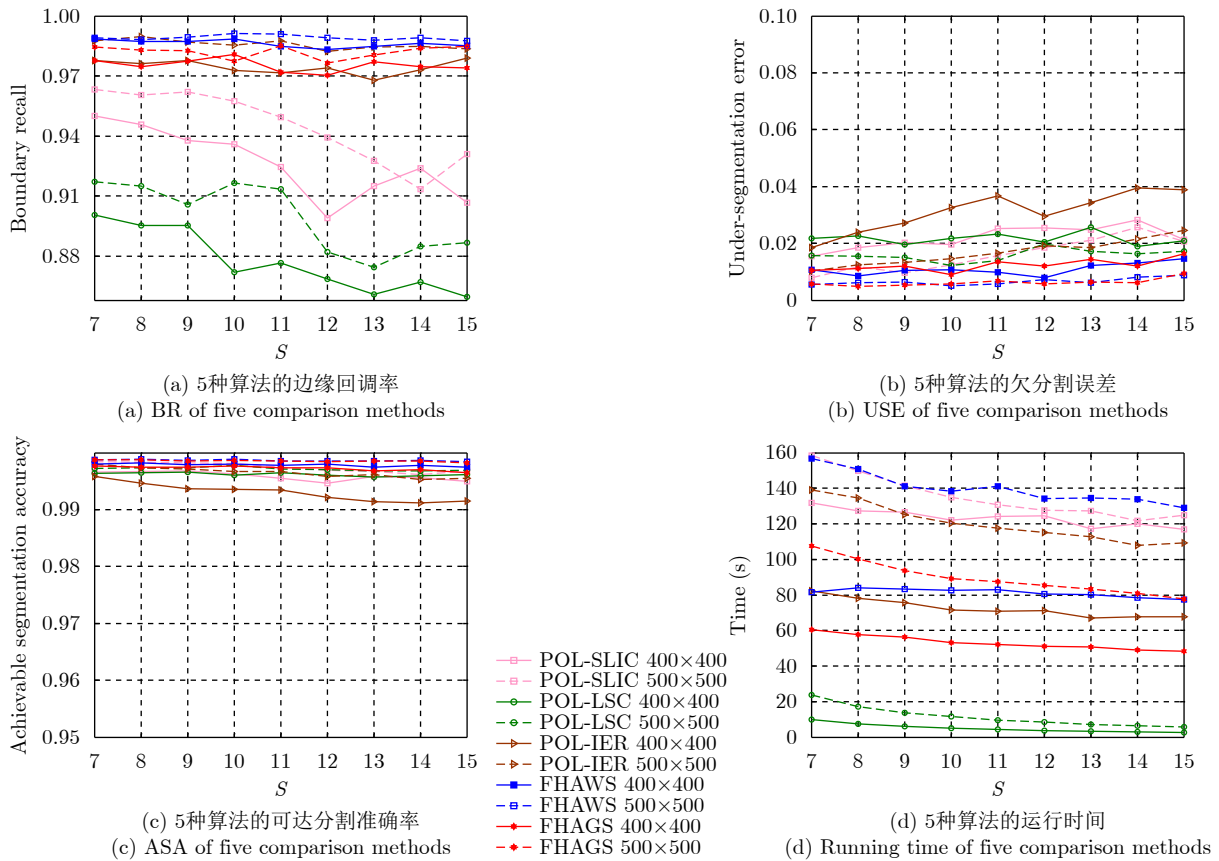 1.00
0.97
0.94
0.91
0.88
Boundary recall
7 8 9 10 11 12 13 14 15
S
(a) 5种算法的边缘回调率
(a) BR of five comparison methods
0.10
0.08
0.06
0.04
0.02
0
Under-segmentation error
7 8 9 10 11 12 13 14 15
S
(b) 5种算法的欠分割误差
(b) USE of five comparison methods
0.99
0.98
0.97
0.96
0.95
Achievable segmentation accuracy
7 8 9 10 11 12 13 14 15
S
(c) 5种算法的可达分割准确率
(c) ASA of five comparison methods
POL-SLIC 400×400
POL-SLIC 500×500
POL-LSC 400×400
POL-LSC 500×500
POL-IER 400×400
POL-IER 500×500
FHAWS 400×400
FHAWS 500×500
FHAGS 400×400
FHAGS 500×500
160
140
120
100
80
60
40
20
0
Time (s)
7 8 9 10 11 12 13 14 15
S
(d) 5种算法的运行时间
(d) Running time of five comparison methods